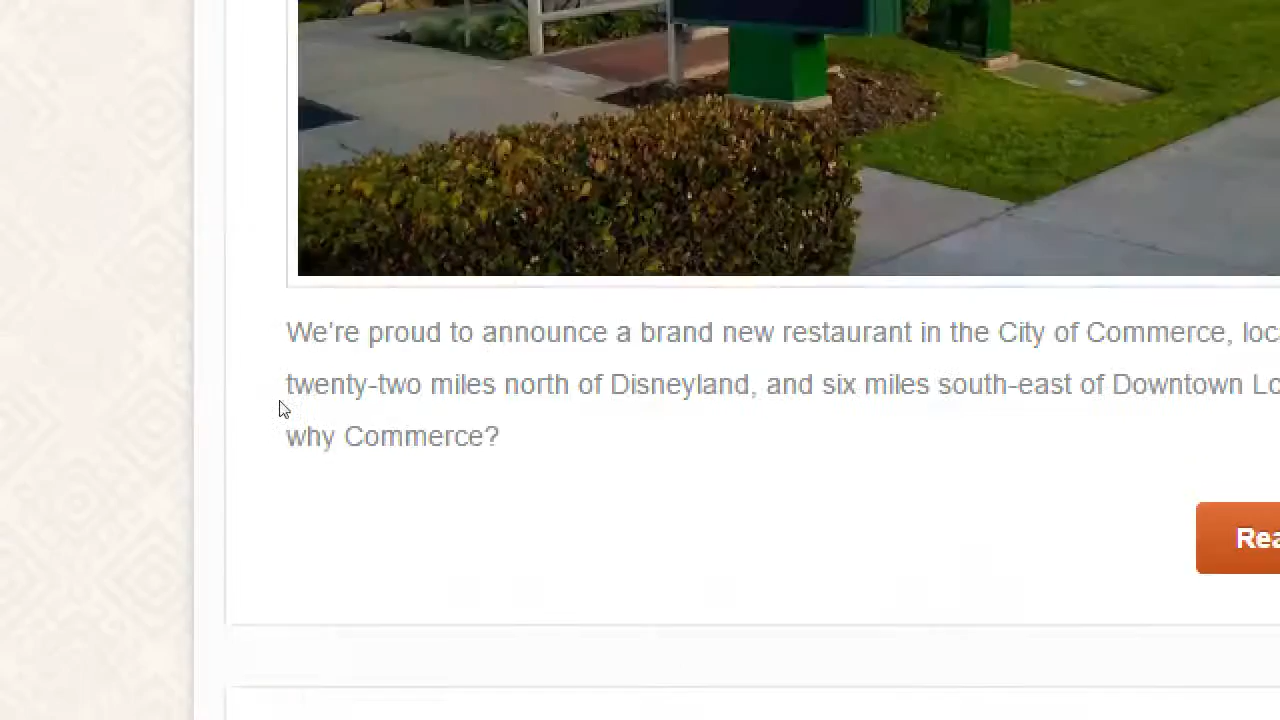 We're proud to announce a brand new restaurant in the City of Commerce,
twenty-two miles north of Disneyland, and six miles south-east of Downtown
why Commerce?